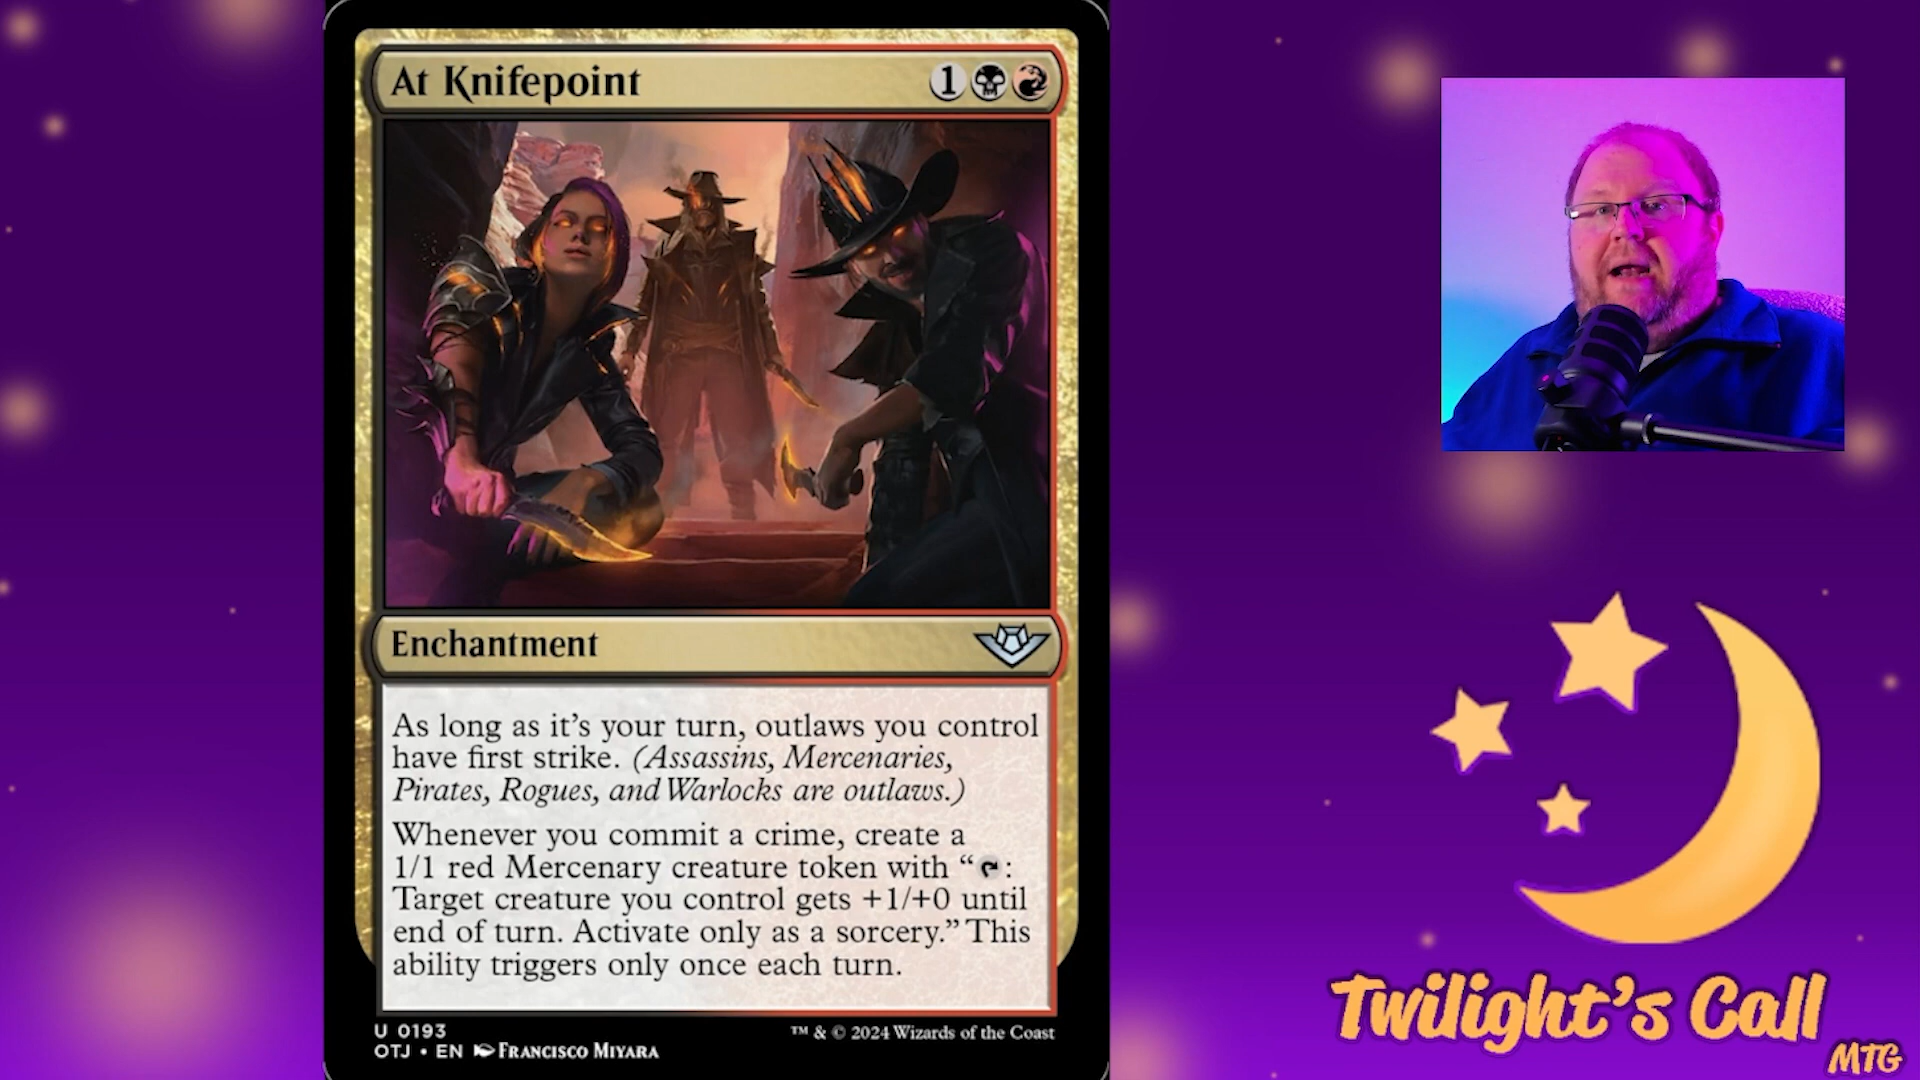 At Knifepoint
1
Enchantment
As long as it's your turn, outlaws you control
have first strike. (Assassins, Mercenaries,
Pirates, Rogues, and Warlocks are outlaws.)
Whenever you commit a crime, create a
1/1 red Mercenary creature token with “ :
Target creature you control gets +1/+0 until
end of turn. Activate only as a sorcery.” This
ability triggers only once each turn.
U 0193
OTJ • EN Francisco Miyara
™ & © 2024 Wizards of the Coast
Twilight's Call
MTG